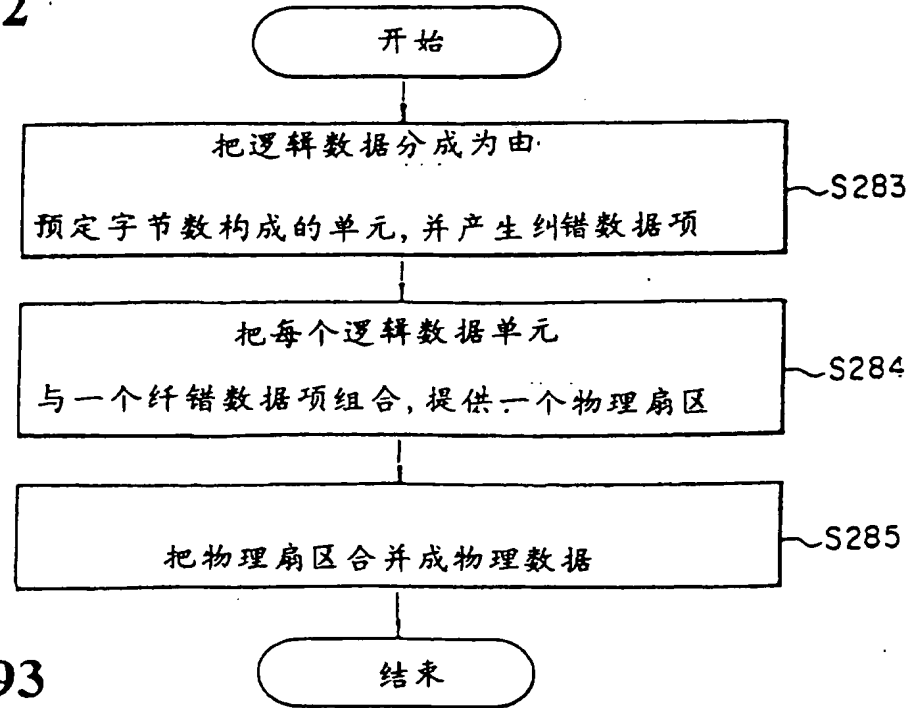 2
开始
把逻辑数据分成为由
预定字节数构成的单元,并产生纠错数据项
S283
把每个逻辑数据单元
与一个纤错数据项组合,提供一个物理扇区
S284
把物理扇区合并成物理数据
S285
结束
93